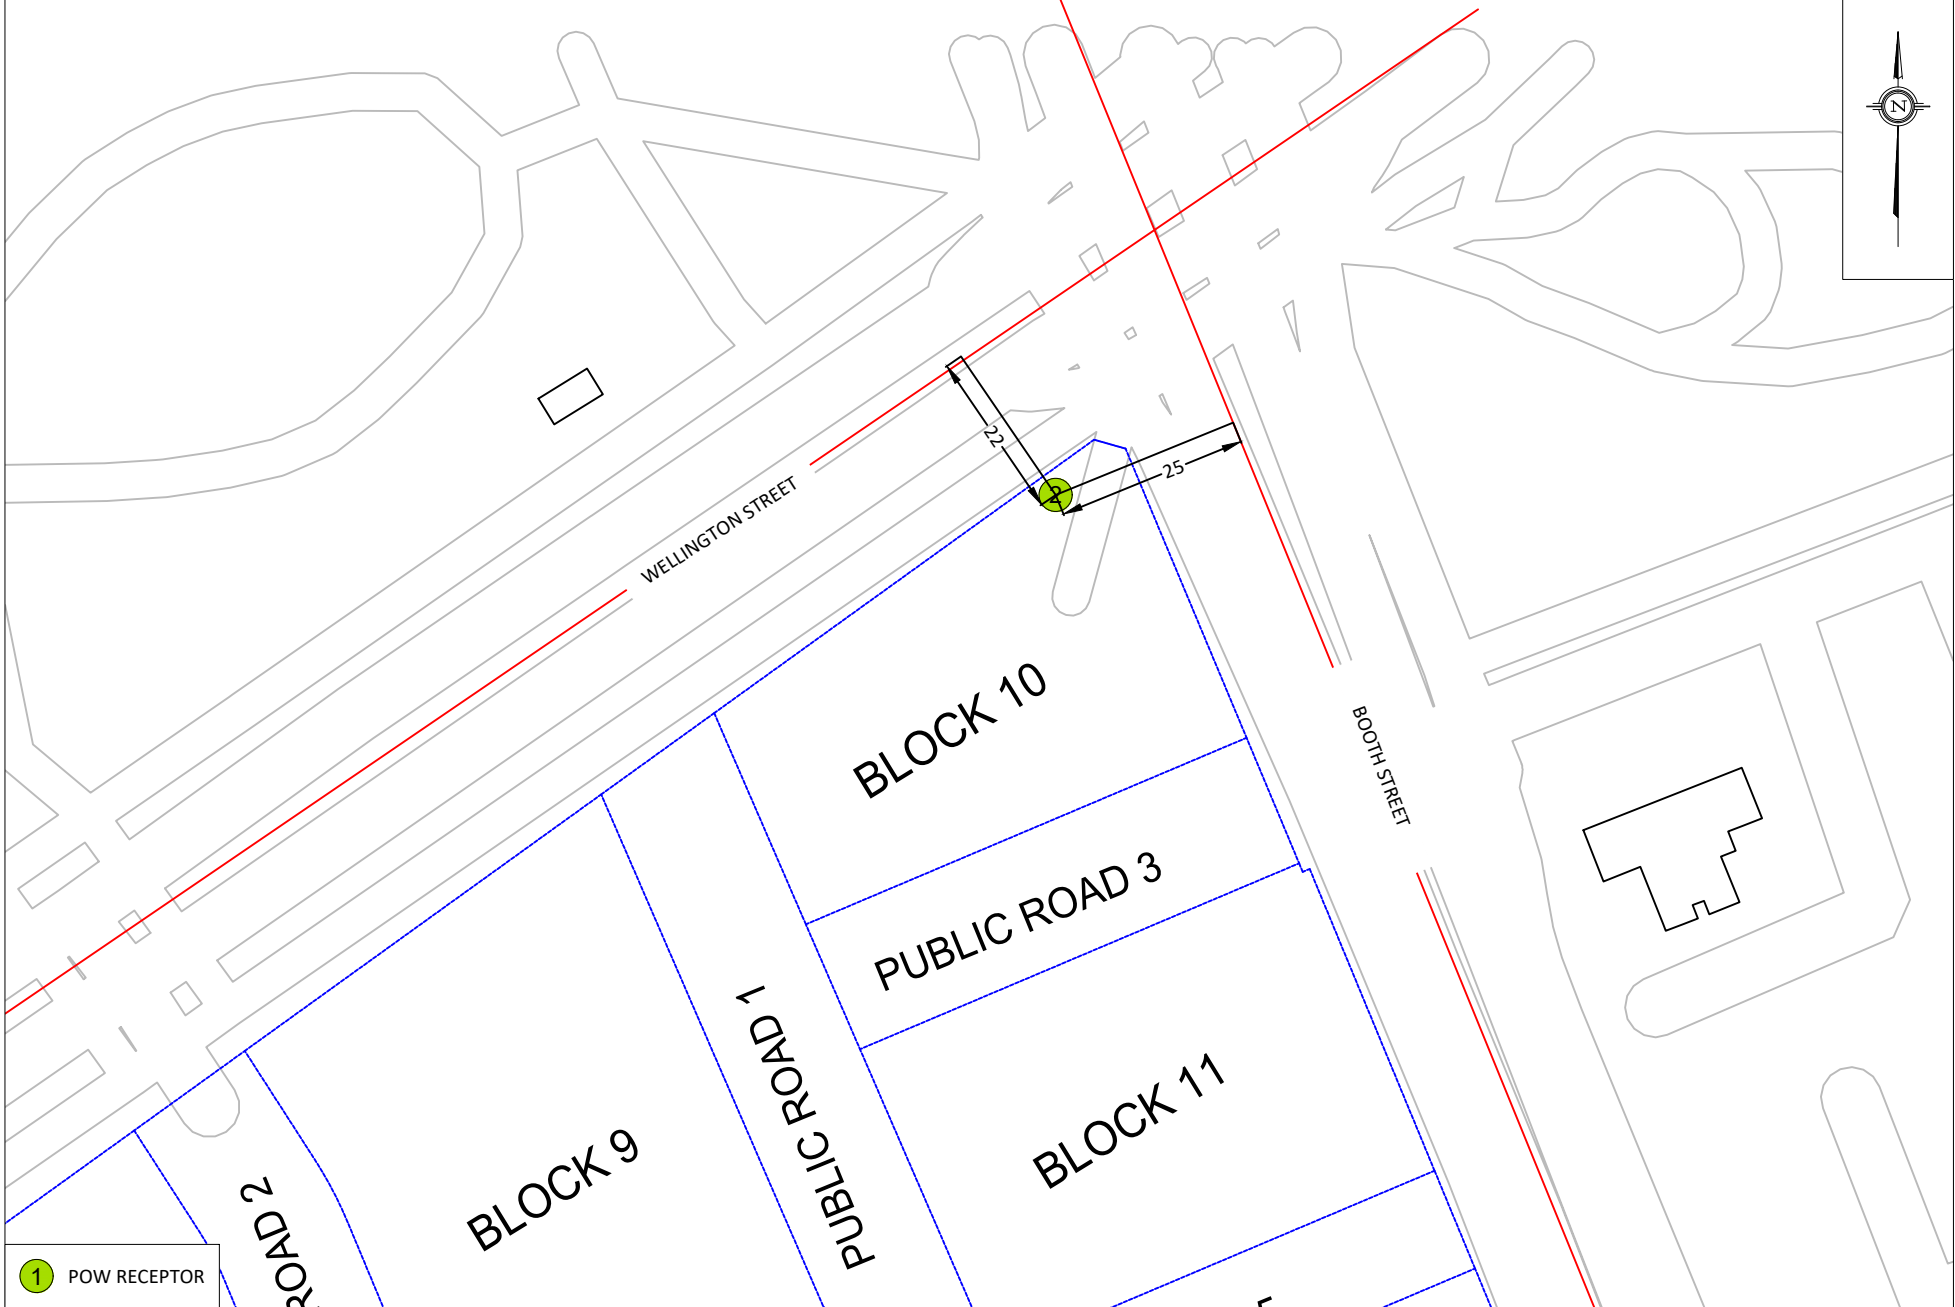 N
22
2
25
WELLINGTON STREET
BLOCK 10
BOOTH STREET
PUBLIC ROAD 3
PUBLIC ROAD 1
BLOCK 11
BLOCK 9
ROAD 2
1 POW RECEPTOR